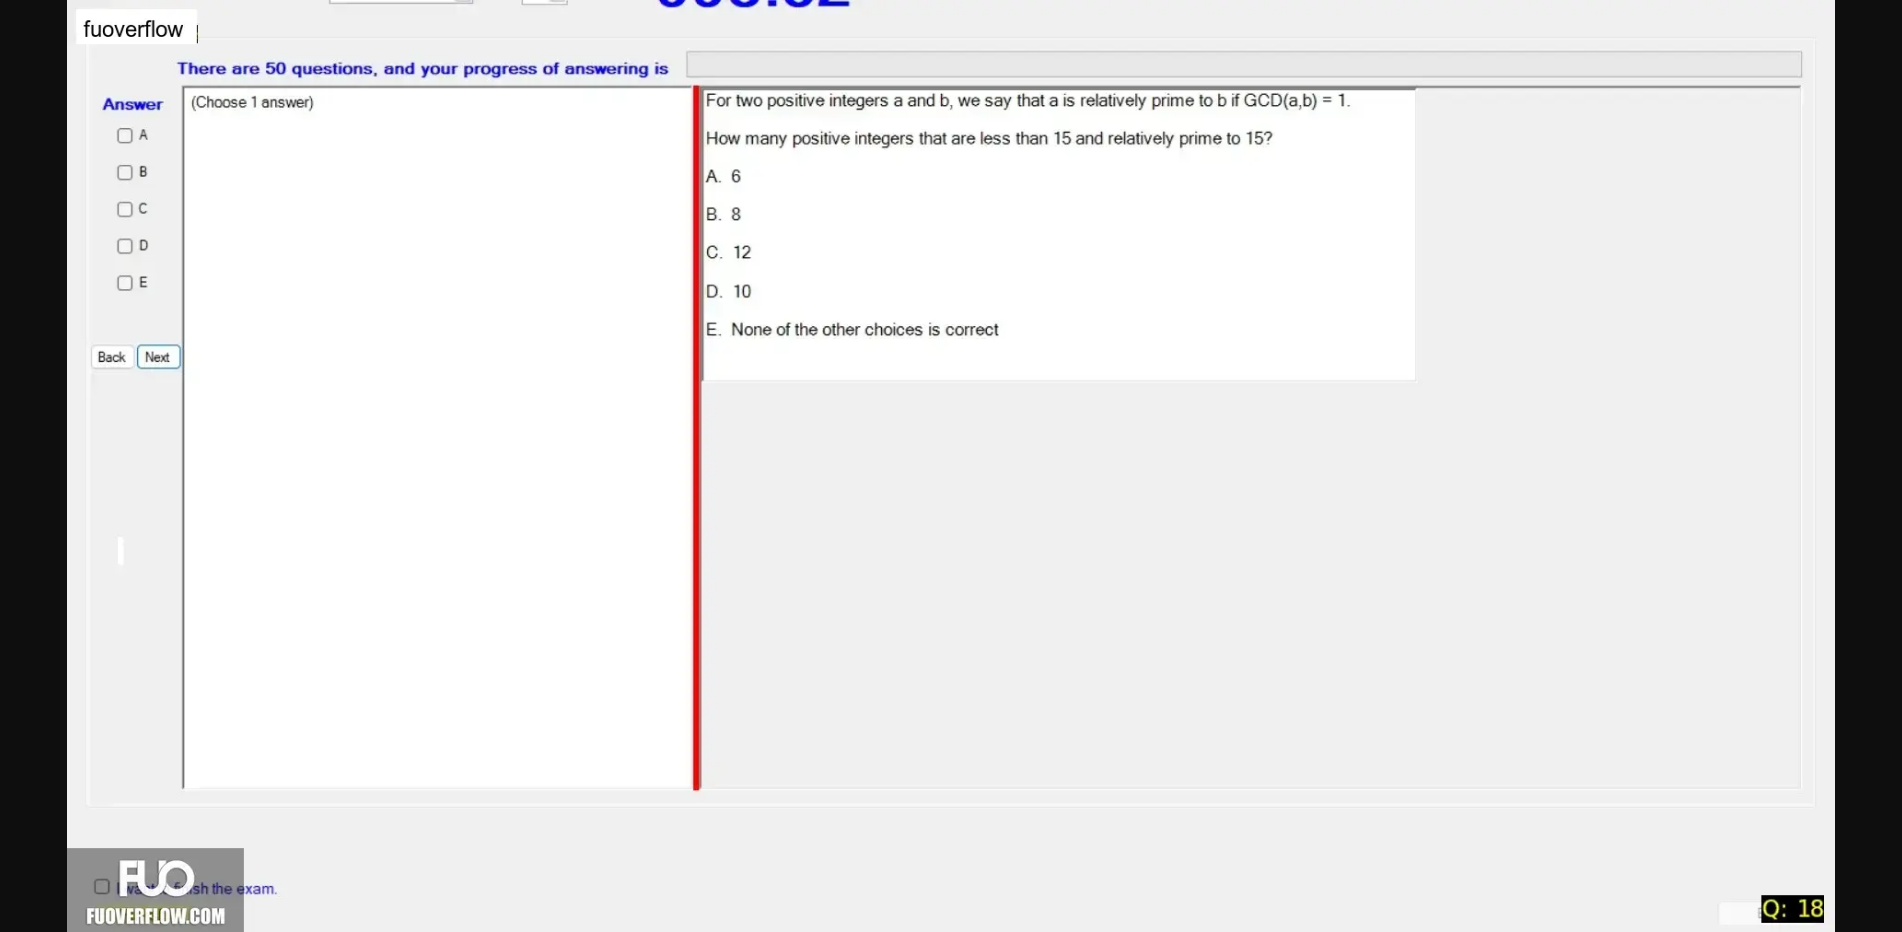 fuoverflow
There are 50 questions, and your progress of answering is
Answer
(Choose 1 answer)
A
B
C
D
E
Back Next
For two positive integers a and b, we say that a is relatively prime to b if GCD(a,b) = 1.
How many positive integers that are less than 15 and relatively prime to 15?
A. 6
B. 8
C. 12
D. 10
E. None of the other choices is correct
FUO
I want to finish the exam.
FUOVERFLOW.COM
Q: 18